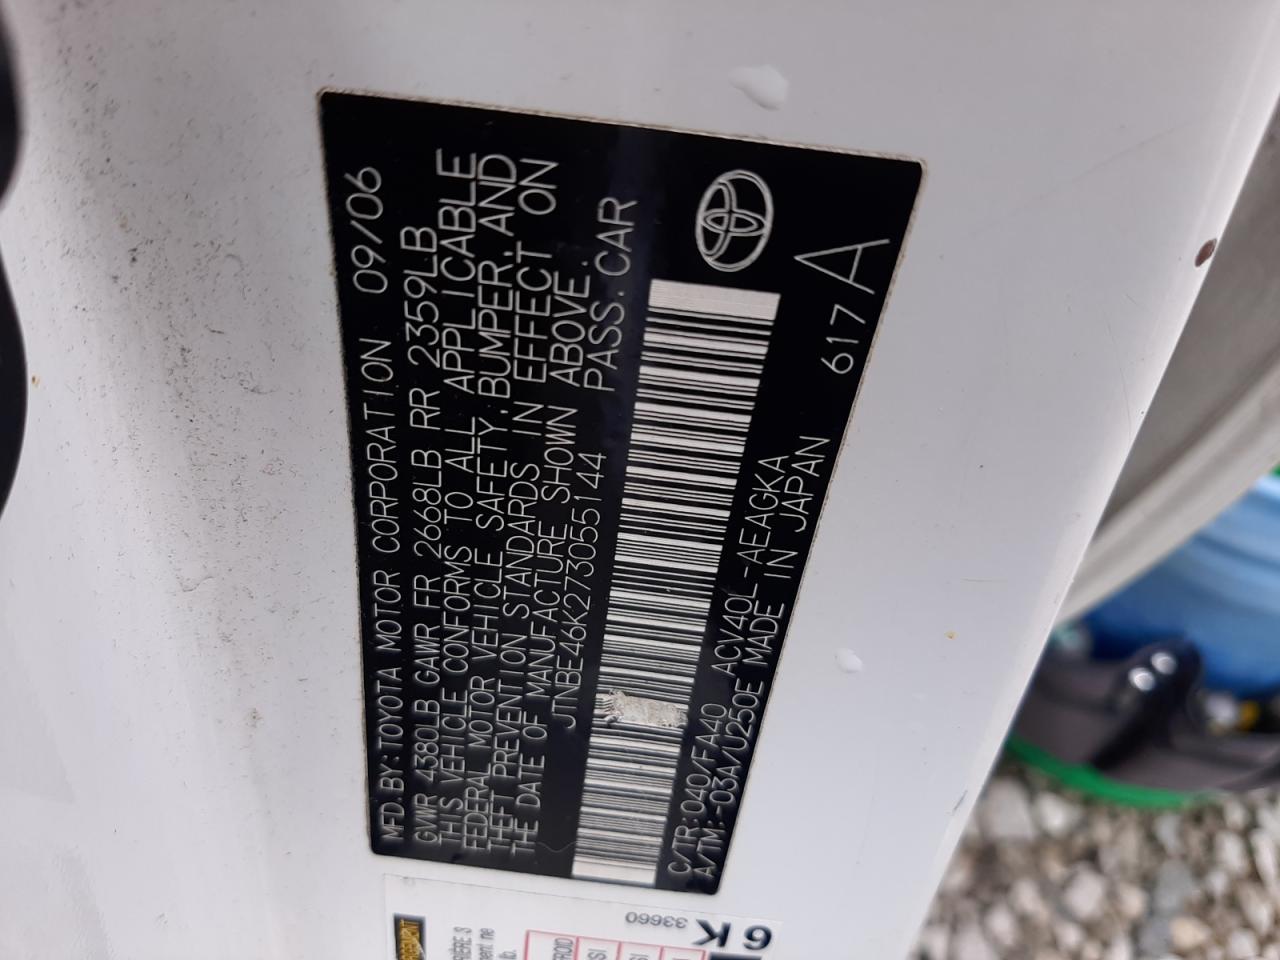 MFD.BY:TOYOTA MOTOR CORPORATION 09/06
GVWR 4380LB GAWR FR 2668LB RR 2359LB
THIS VEHICLE CONFORMS TO ALL APPLICABLE
FEDERAL MOTOR VEHICLE SAFETY,BUMPER,AND
THEFT PREVENTION STANDARDS IN EFFECT ON
THE DATE OF MANUFACTURE SHOWN ABOVE.
JTNBE46K273055144 PASS.CAR
C/TR:040/FA40 ACV40L-AEAGKA
A/TM:-03A/U250E MADE IN JAPAN 617A
6K
33660